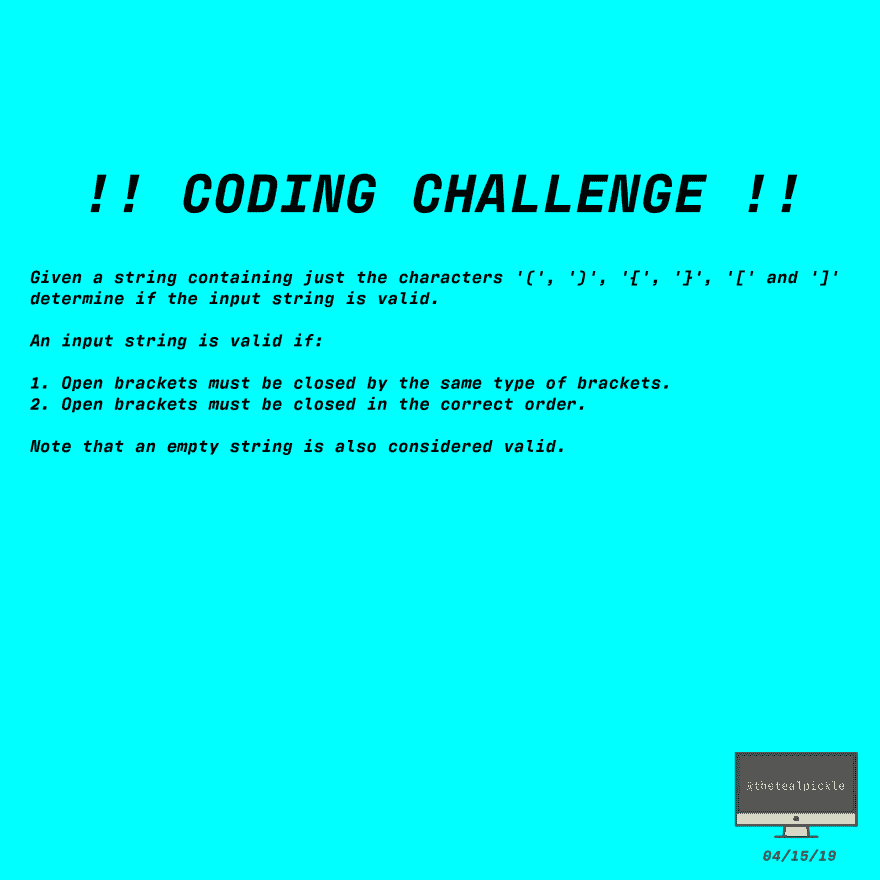 !! CODING CHALLENGE !!
Given a string containing just the characters '(', ')', '{', '}', '[' and ']'
determine if the input string is valid.
An input string is valid if:
1. Open brackets must be closed by the same type of brackets.
2. Open brackets must be closed in the correct order.
Note that an empty string is also considered valid.
@thetealpickle
04/15/19